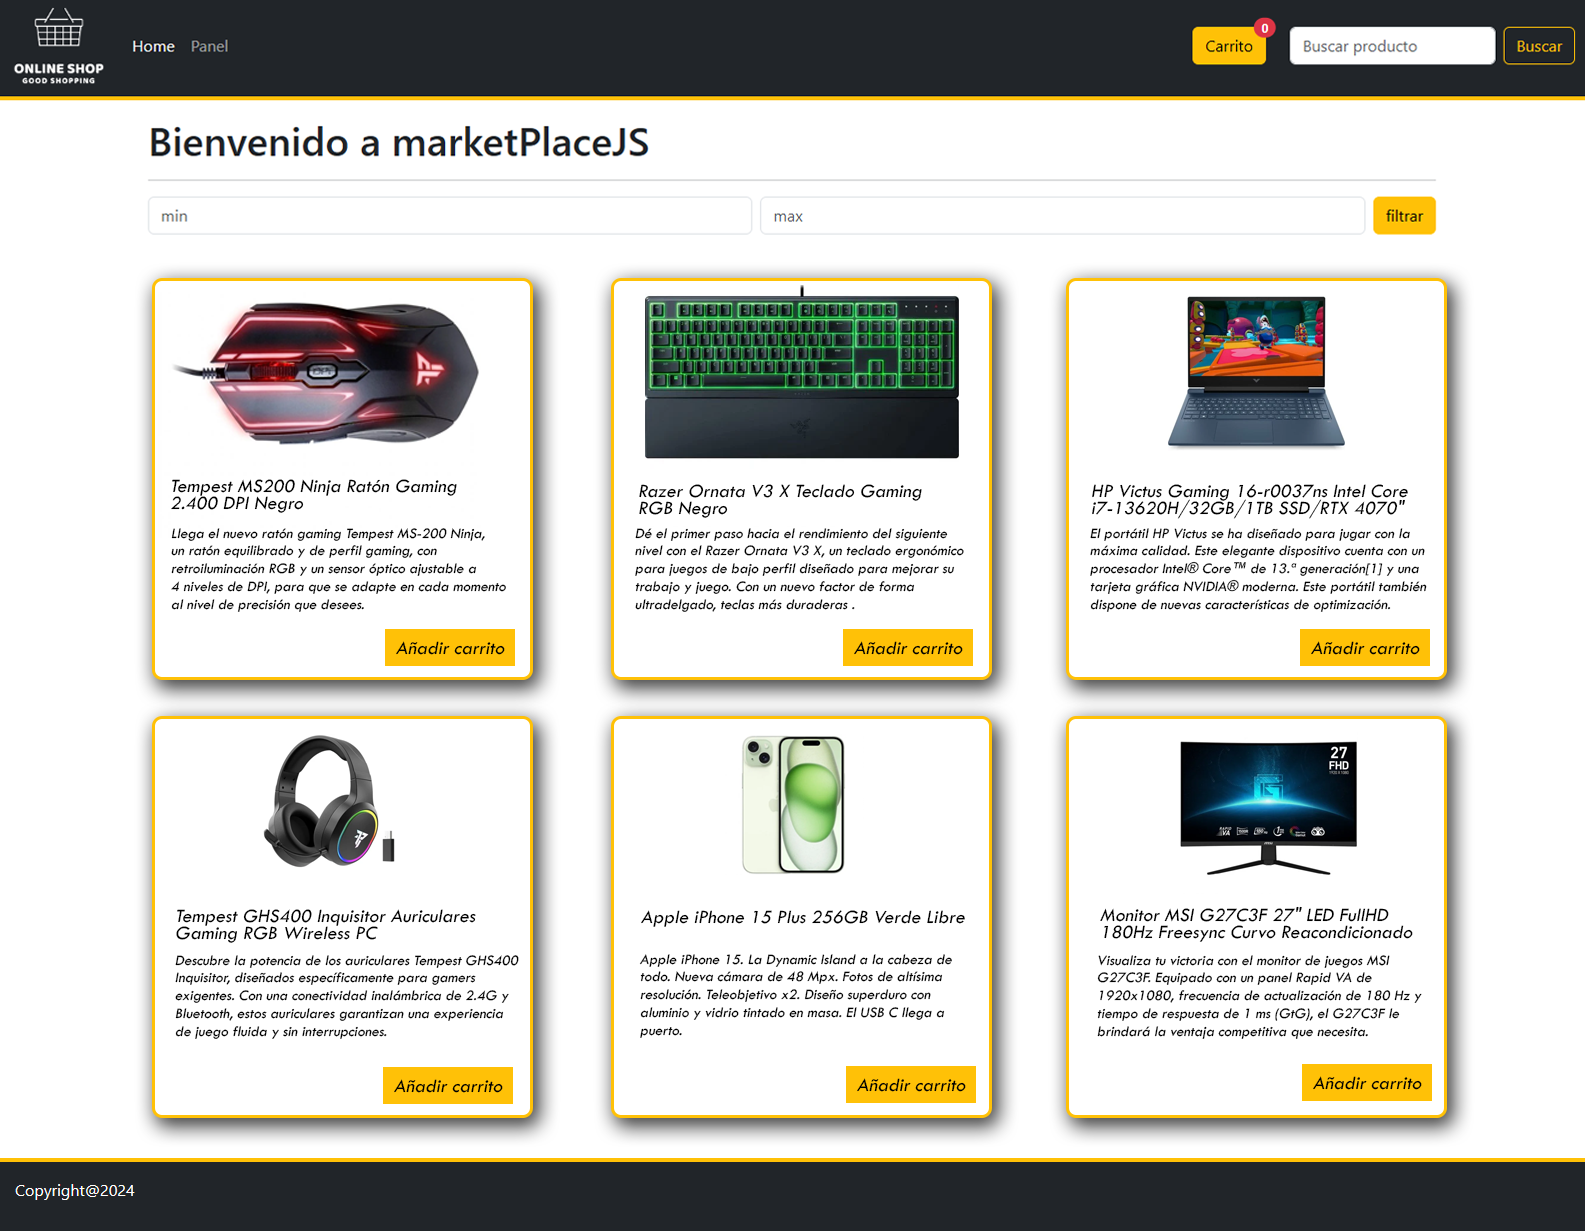 ONLINE SHOP
GOOD SHOPPING
Home
Panel
Carrito
0
Buscar producto
Buscar
Bienvenido a marketPlaceJS
min
max
filtrar
DPI
Tempest MS200 Ninja Ratón Gaming
2.400 DPI Negro
Llega el nuevo ratón gaming Tempest MS-200 Ninja,
un ratón equilibrado y de perfil gaming, con
retroiluminación RGB y un sensor óptico ajustable a
4 niveles de DPI, para que se adapte en cada momento
al nivel de precisión que desees.
Añadir carrito
Razer Ornata V3 X Teclado Gaming
RGB Negro
Dé el primer paso hacia el rendimiento del siguiente
nivel con el Razer Ornata V3 X, un teclado ergonómico
para juegos de bajo perfil diseñado para mejorar su
trabajo y juego. Con un nuevo factor de forma
ultradelgado, teclas más duraderas .
Añadir carrito
HP Victus Gaming 16-r0037ns Intel Core
i7-13620H/32GB/1TB SSD/RTX 4070"
El portátil HP Victus se ha diseñado para jugar con la
máxima calidad. Este elegante dispositivo cuenta con un
procesador Intel® Core™ de 13.ª generación[1] y una
tarjeta gráfica NVIDIA® moderna. Este portátil también
dispone de nuevas características de optimización.
Añadir carrito
Tempest GHS400 Inquisitor Auriculares
Gaming RGB Wireless PC
Descubre la potencia de los auriculares Tempest GHS400
Inquisitor, diseñados específicamente para gamers
exigentes. Con una conectividad inalámbrica de 2.4G y
Bluetooth, estos auriculares garantizan una experiencia
de juego fluida y sin interrupciones.
Añadir carrito
Apple iPhone 15 Plus 256GB Verde Libre
Apple iPhone 15. La Dynamic Island a la cabeza de
todo. Nueva cámara de 48 Mpx. Fotos de altísima
resolución. Teleobjetivo x2. Diseño superduro con
aluminio y vidrio tintado en masa. El USB C llega a
puerto.
Añadir carrito
27
FHD
1920 X 1080
RAPID
VA
Monitor MSI G27C3F 27" LED FullHD
180Hz Freesync Curvo Reacondicionado
Visualiza tu victoria con el monitor de juegos MSI
G27C3F. Equipado con un panel Rapid VA de
1920x1080, frecuencia de actualización de 180 Hz y
tiempo de respuesta de 1 ms (GtG), el G27C3F le
brindará la ventaja competitiva que necesita.
Añadir carrito
Copyright@2024